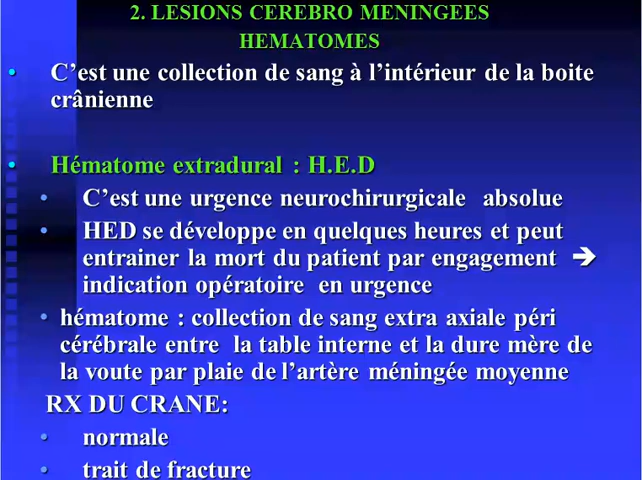 2. LESIONS CEREBRO MENINGEES
HEMATOMES
• C’est une collection de sang à l’intérieur de la boite
crânienne
• Hématome extradural : H.E.D
• C’est une urgence neurochirurgicale absolue
• HED se développe en quelques heures et peut
entrainer la mort du patient par engagement ➔
indication opératoire en urgence
• hématome : collection de sang extra axiale péri
cérébrale entre la table interne et la dure mère de
la voute par plaie de l’artère méningée moyenne
RX DU CRANE:
• normale
• trait de fracture